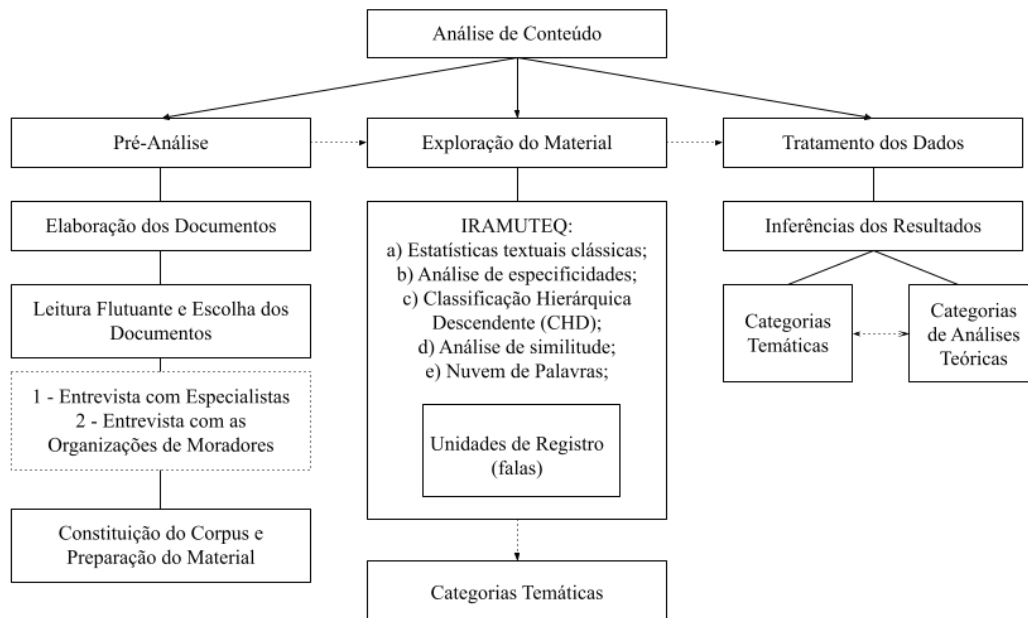 Análise de Conteúdo
Pré-Análise
Exploração do Material
Tratamento dos Dados
Elaboração dos Documentos
Leitura Flutuante e Escolha dos
Documentos
1 - Entrevista com Especialistas
2 - Entrevista com as
Organizações de Moradores
Constituição do Corpus e
Preparação do Material
IRAMUTEQ:
a) Estatísticas textuais clássicas;
b) Análise de especificidades;
c) Classificação Hierárquica
Descendente (CHD);
d) Análise de similitude;
e) Nuvem de Palavras;
Unidades de Registro
(falas)
Categorias Temáticas
Inferências dos Resultados
Categorias
Temáticas
Categorias
de Análises
Teóricas